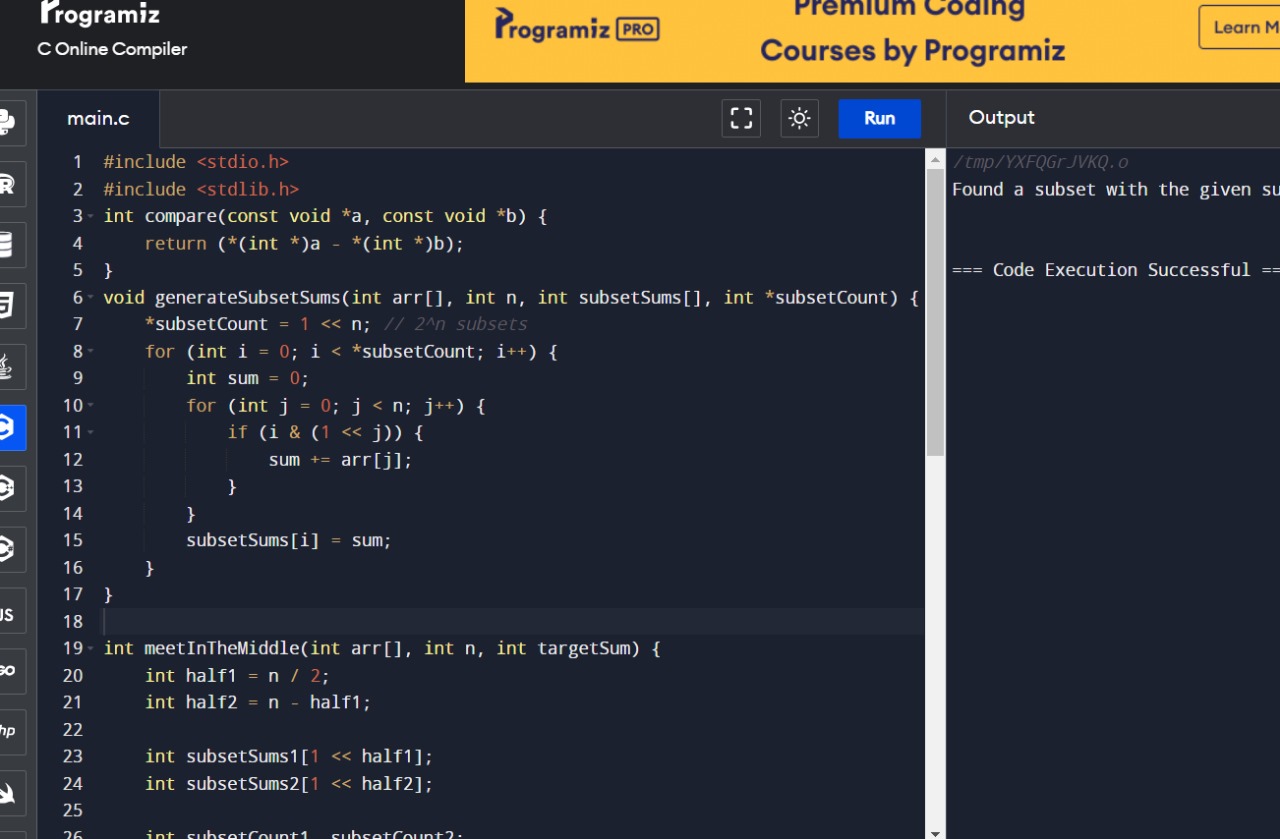 Programiz
C Online Compiler
Programiz PRO
Premium Coding
Courses by Programiz
Learn M
main.c
Run
Output
1 #include <stdio.h>
2 #include <stdlib.h>
3 int compare(const void *a, const void *b) {
4 return (*(int *)a - *(int *)b);
5 }
6 void generateSubsetSums(int arr[], int n, int subsetSums[], int *subsetCount) {
7 *subsetCount = 1 << n; // 2^n subsets
8 for (int i = 0; i < *subsetCount; i++) {
9 int sum = 0;
10 for (int j = 0; j < n; j++) {
11 if (i & (1 << j)) {
12 sum += arr[j];
13 }
14 }
15 subsetSums[i] = sum;
16 }
17 }
18
19 int meetInTheMiddle(int arr[], int n, int targetSum) {
20 int half1 = n / 2;
21 int half2 = n - half1;
22
23 int subsetSums1[1 << half1];
24 int subsetSums2[1 << half2];
25
26 int subsetCount1, subsetCount2;
/tmp/YXFQGrJVKQ.o
Found a subset with the given su
=== Code Execution Successful ==
R
JS
GO
hp